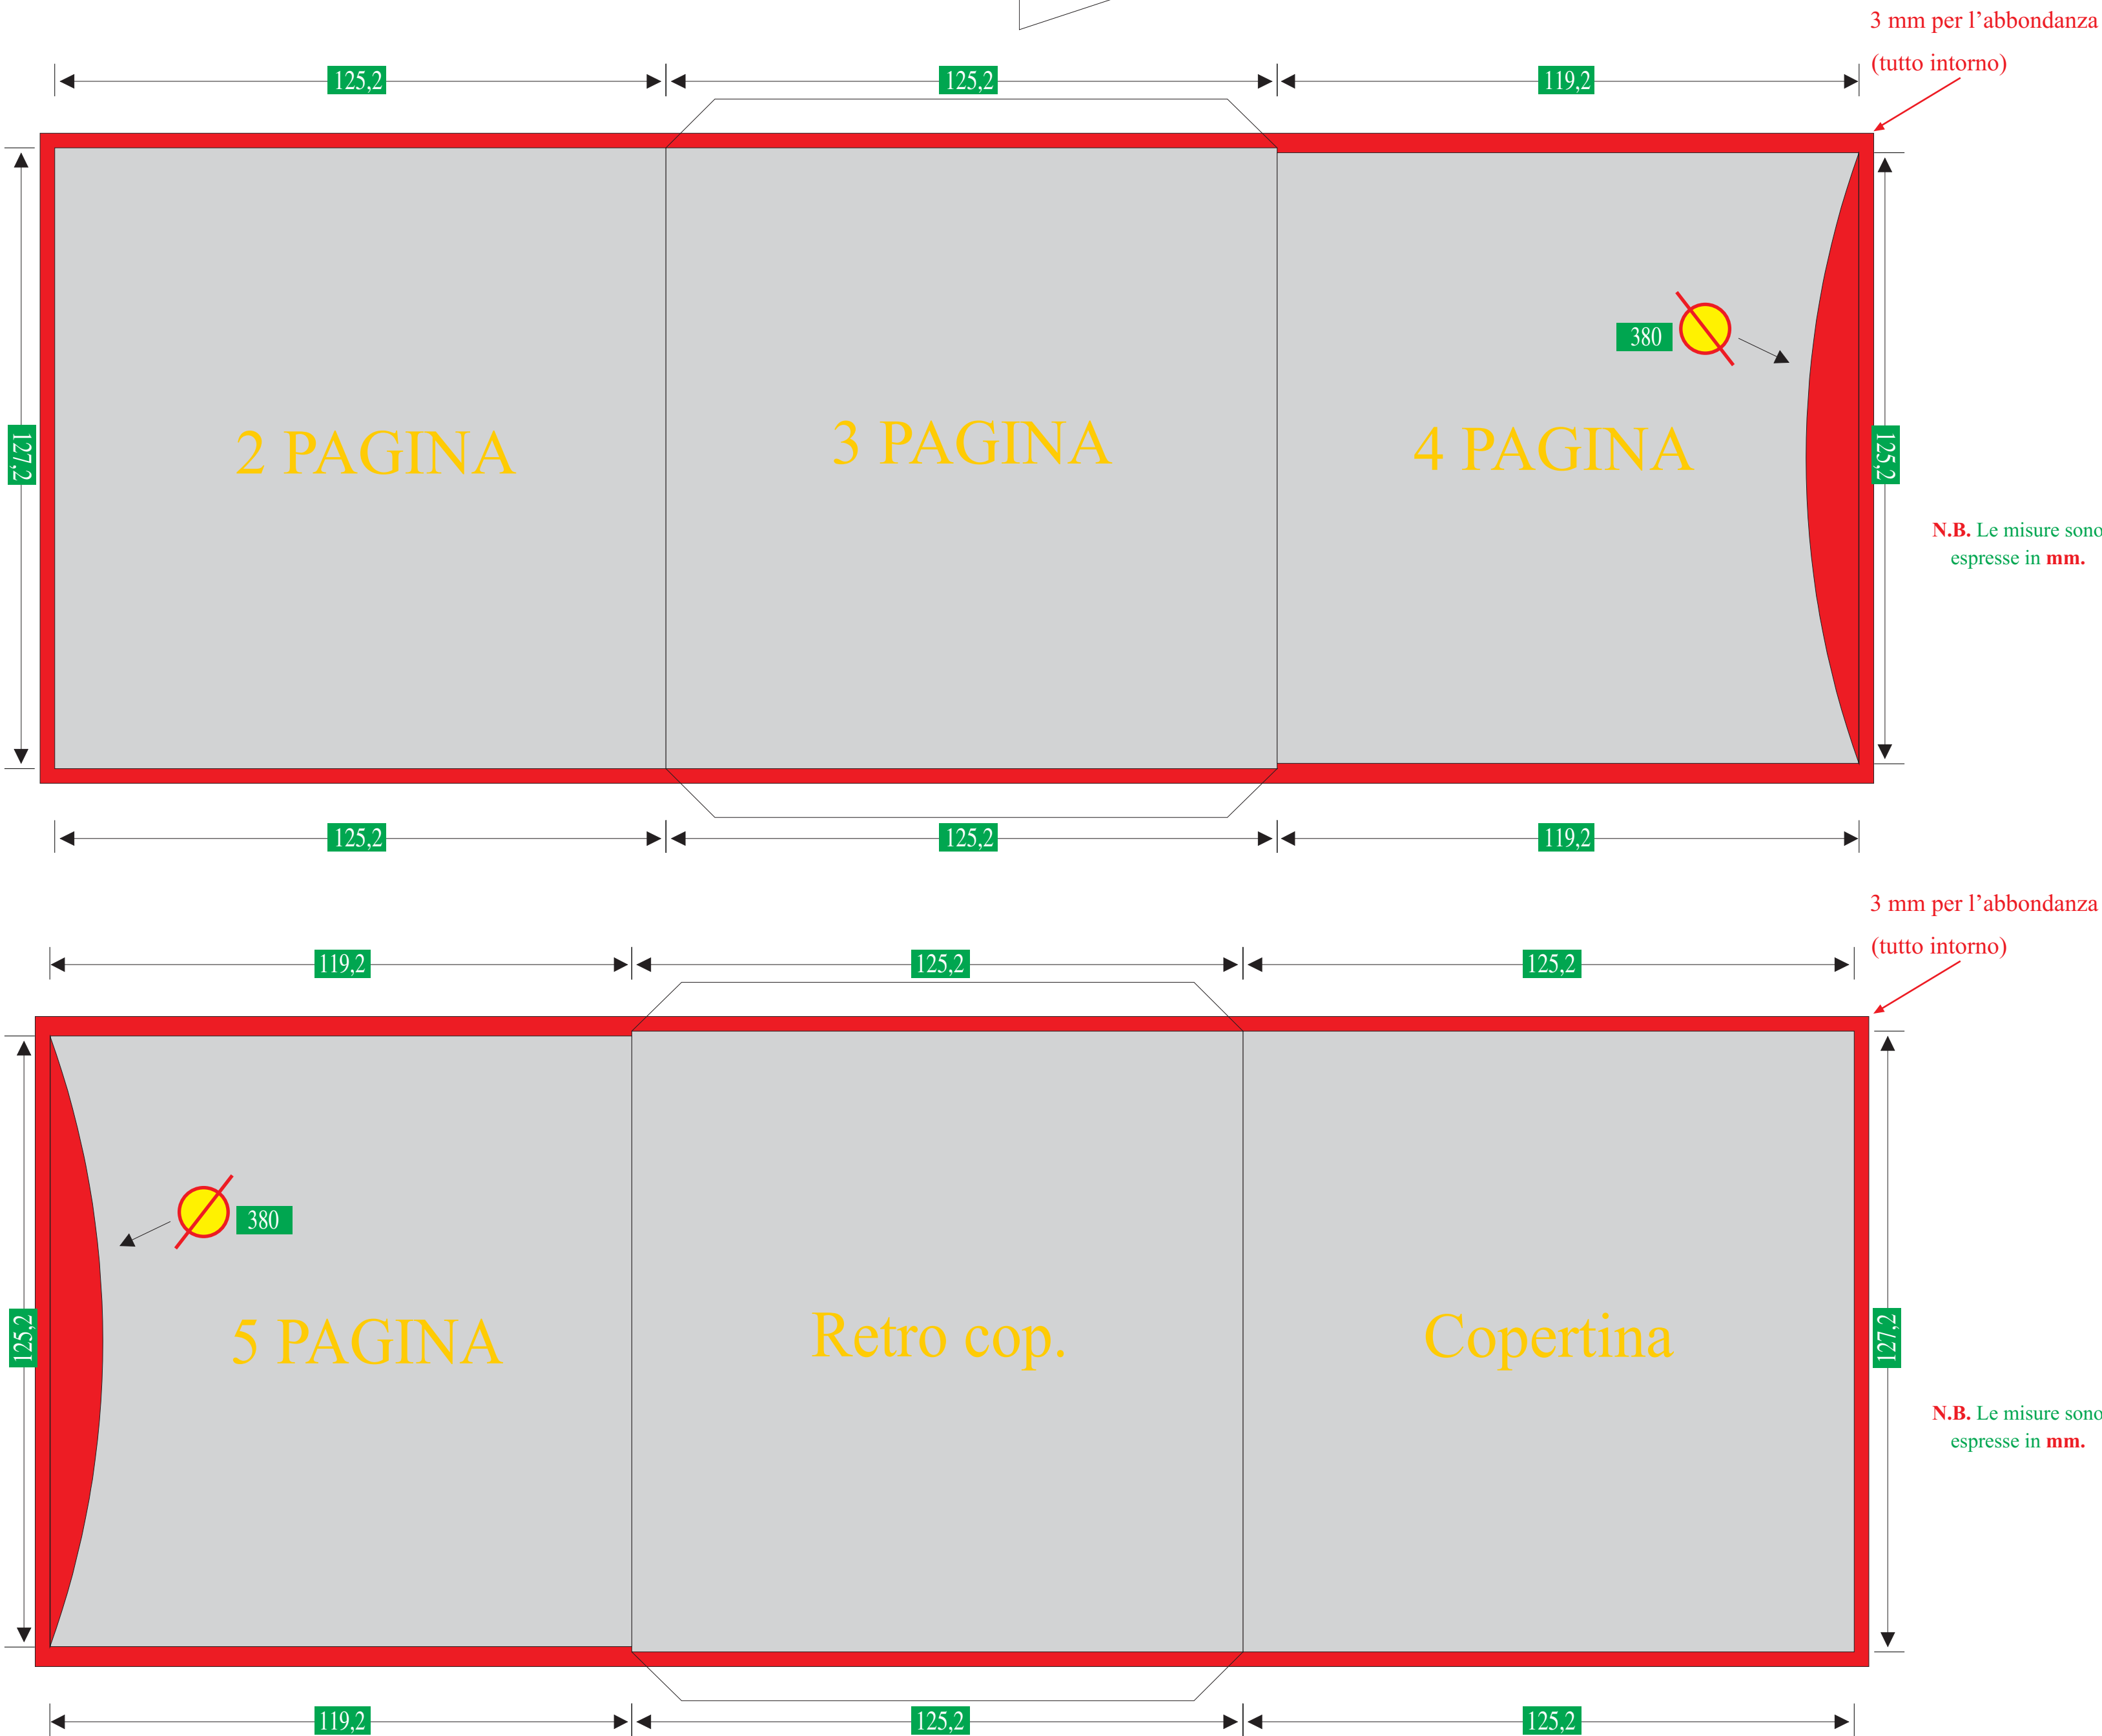 3 mm per l’abbondanza
(tutto intorno)
125,2
125,2
119,2
127,2
2 PAGINA
3 PAGINA
4 PAGINA
380
125,2
N.B. Le misure sono
espresse in mm.
125,2
125,2
119,2
3 mm per l’abbondanza
(tutto intorno)
119,2
125,2
125,2
125,2
380
5 PAGINA
Retro cop.
Copertina
127,2
N.B. Le misure sono
espresse in mm.
119,2
125,2
125,2